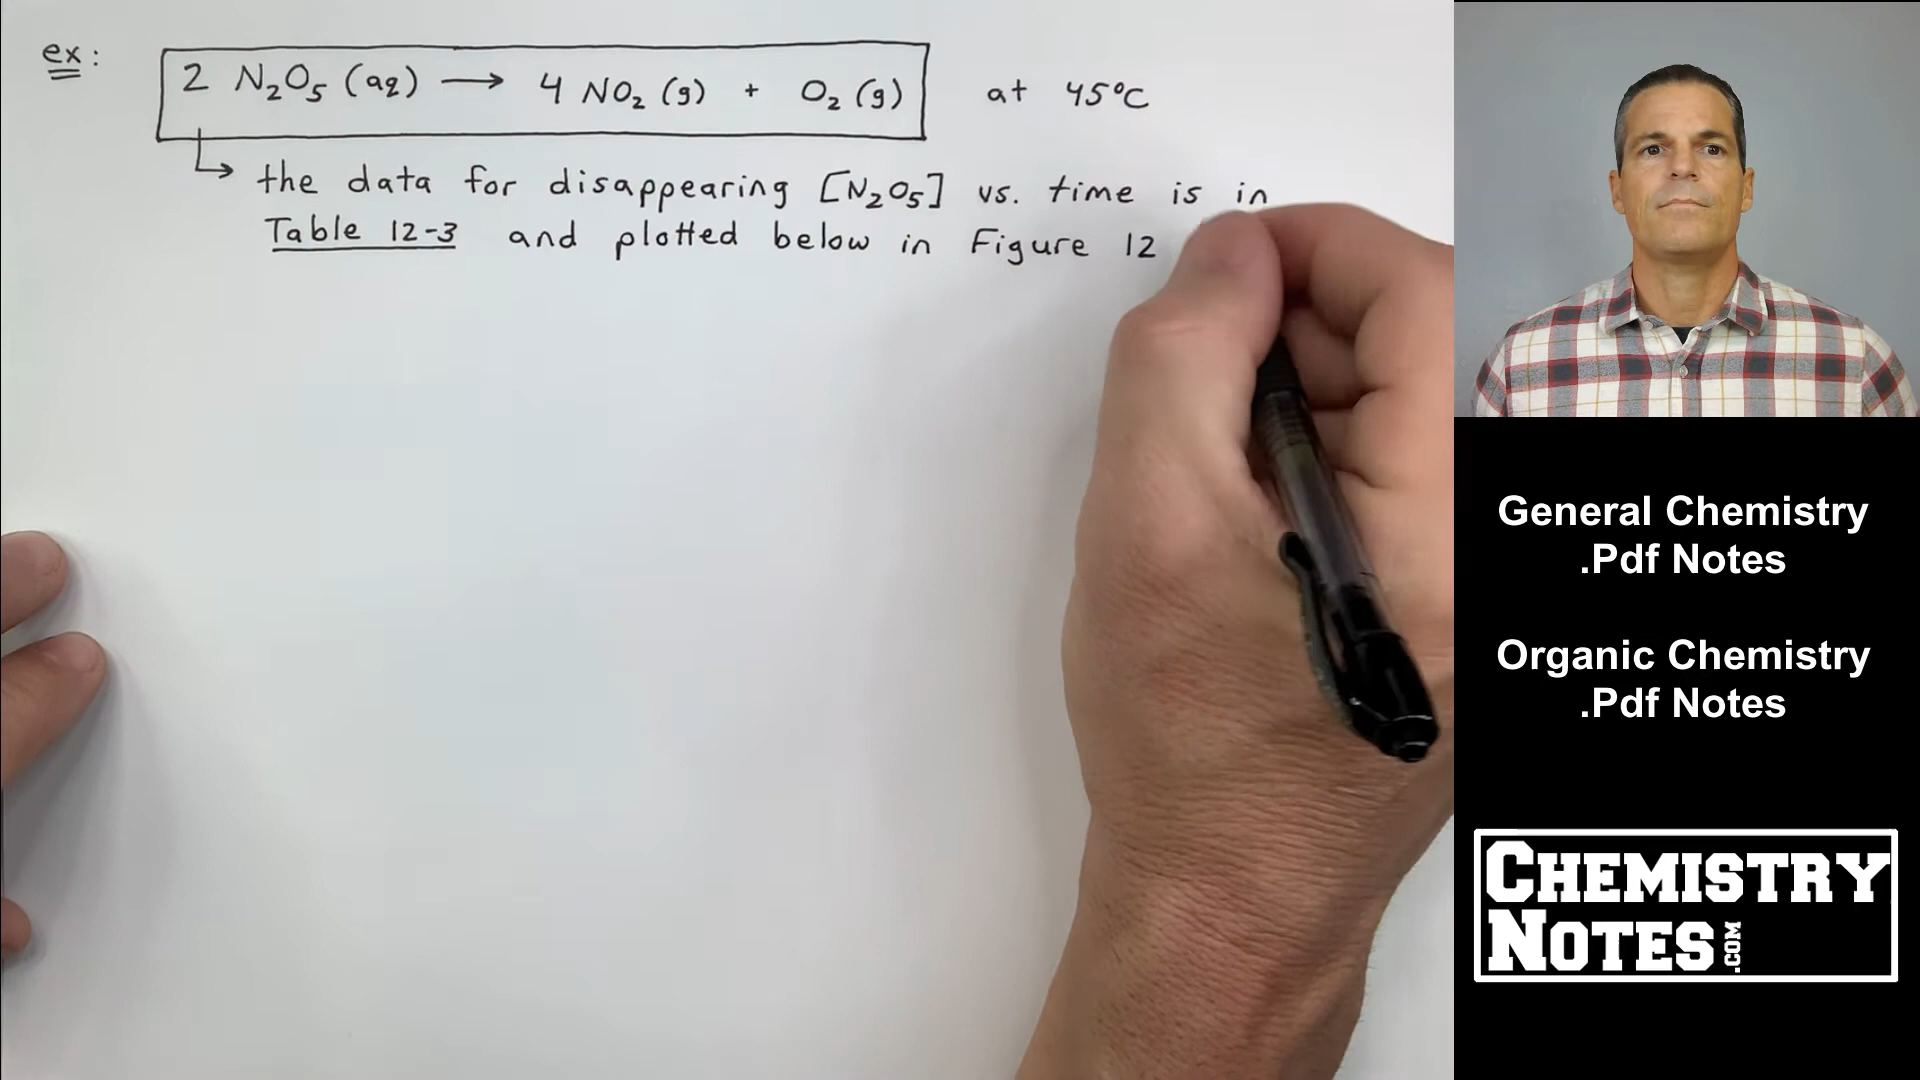 ex:
2 N₂O₅ (aq) → 4 NO₂ (g) + O₂ (g) at 45°C
↳ the data for disappearing [N₂O₅] vs. time is in
Table 12-3 and plotted below in Figure 12
General Chemistry
.Pdf Notes
Organic Chemistry
.Pdf Notes
CHEMISTRY
NOTES.COM